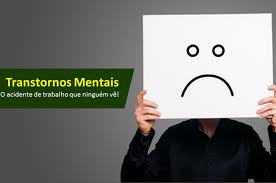 Transtornos Mentais
O acidente de trabalho que ninguém vê!